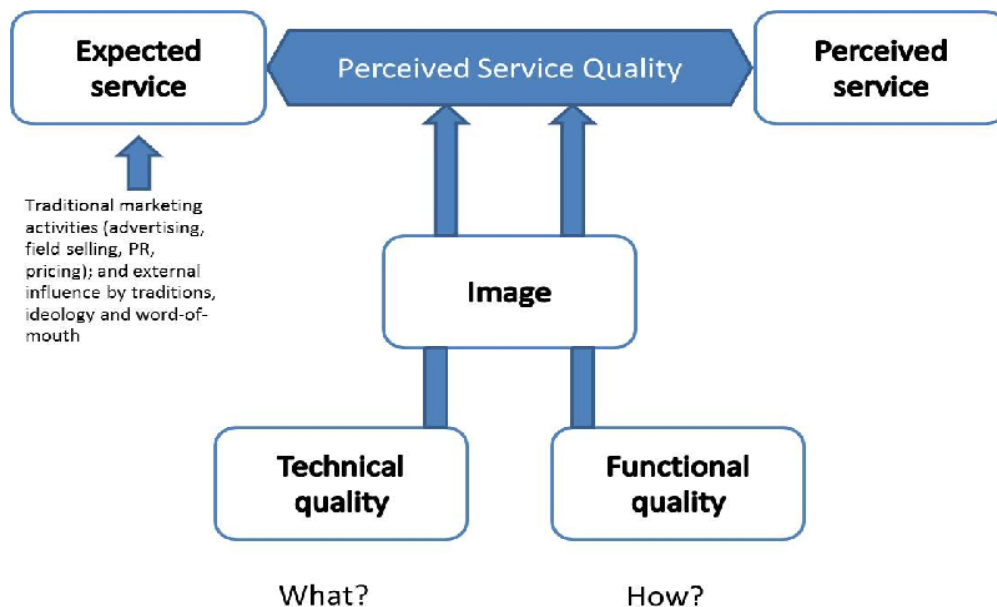 Expected
service
Perceived Service Quality
Perceived
service
Traditional marketing
activities (advertising,
field selling, PR,
pricing); and external
influence by traditions,
ideology and word-of-
mouth
Image
Technical
quality
Functional
quality
What?
How?